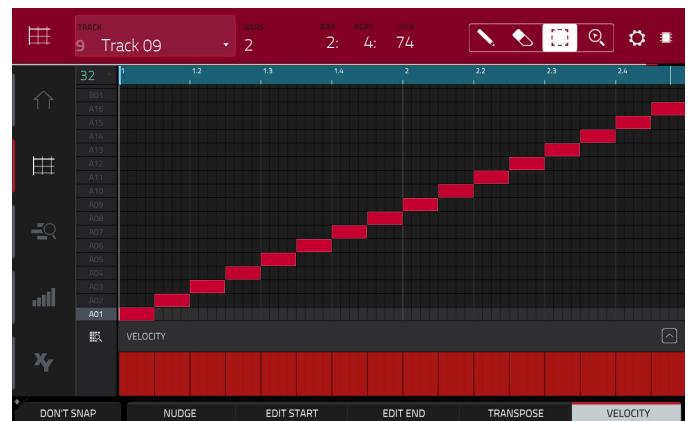 TRACK BARS BAR BEAT TICK
9 Track 09 2 2: 4: 74
32 1 1.2 1.3 1.4 2 2.2 2.3 2.4
B01
A16
A15
A14
A13
A12
A11
A10
A09
A08
A07
A06
A05
A04
A03
A02
A01
VELOCITY
XY
DON'T SNAP NUDGE EDIT START EDIT END TRANSPOSE VELOCITY